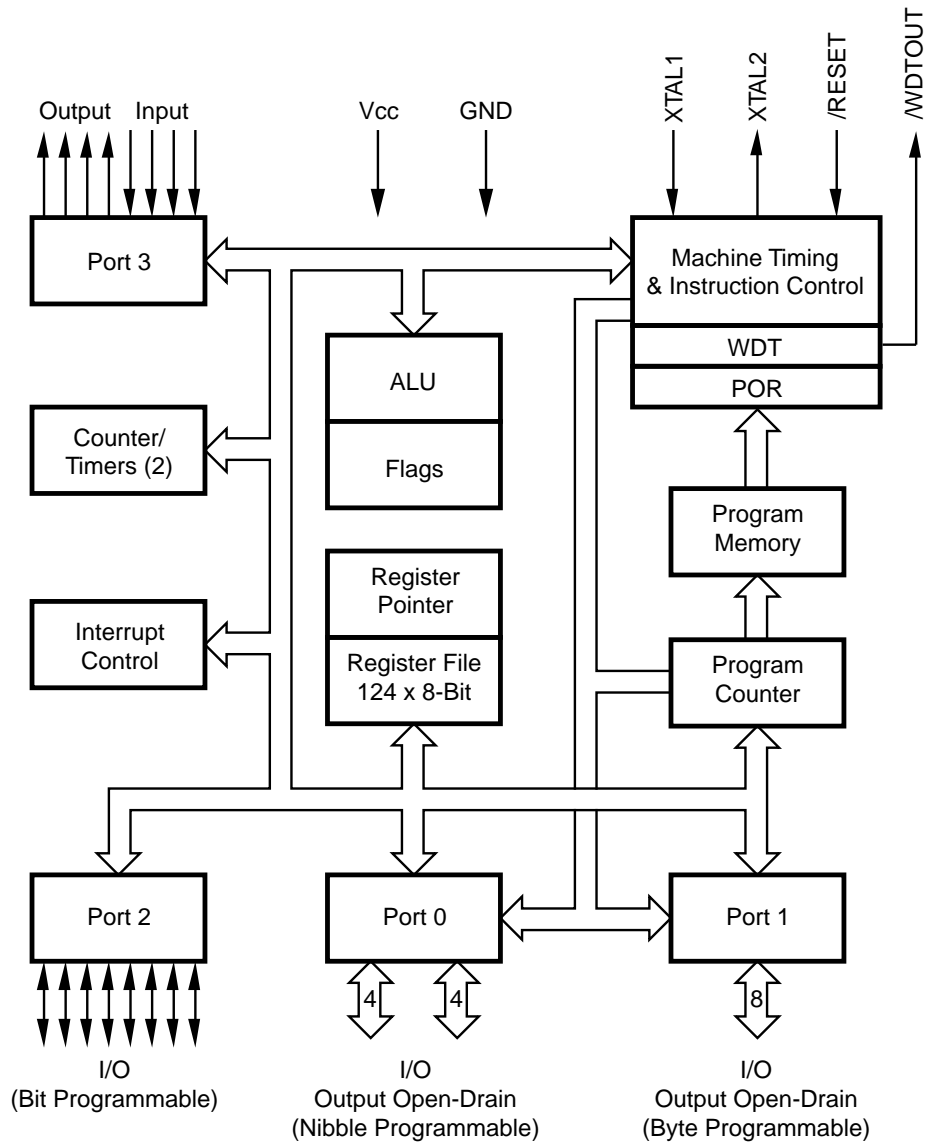 XTAL1
XTAL2
/RESET
/WDTOUT
Output
Input
Vcc
GND
Port 3
Machine Timing
& Instruction Control
WDT
POR
ALU
Flags
Counter/
Timers (2)
Program
Memory
Register
Pointer
Interrupt
Control
Register File
124 x 8-Bit
Program
Counter
Port 2
Port 0
Port 1
4
4
8
I/O
(Bit Programmable)
I/O
Output Open-Drain
(Nibble Programmable)
I/O
Output Open-Drain
(Byte Programmable)